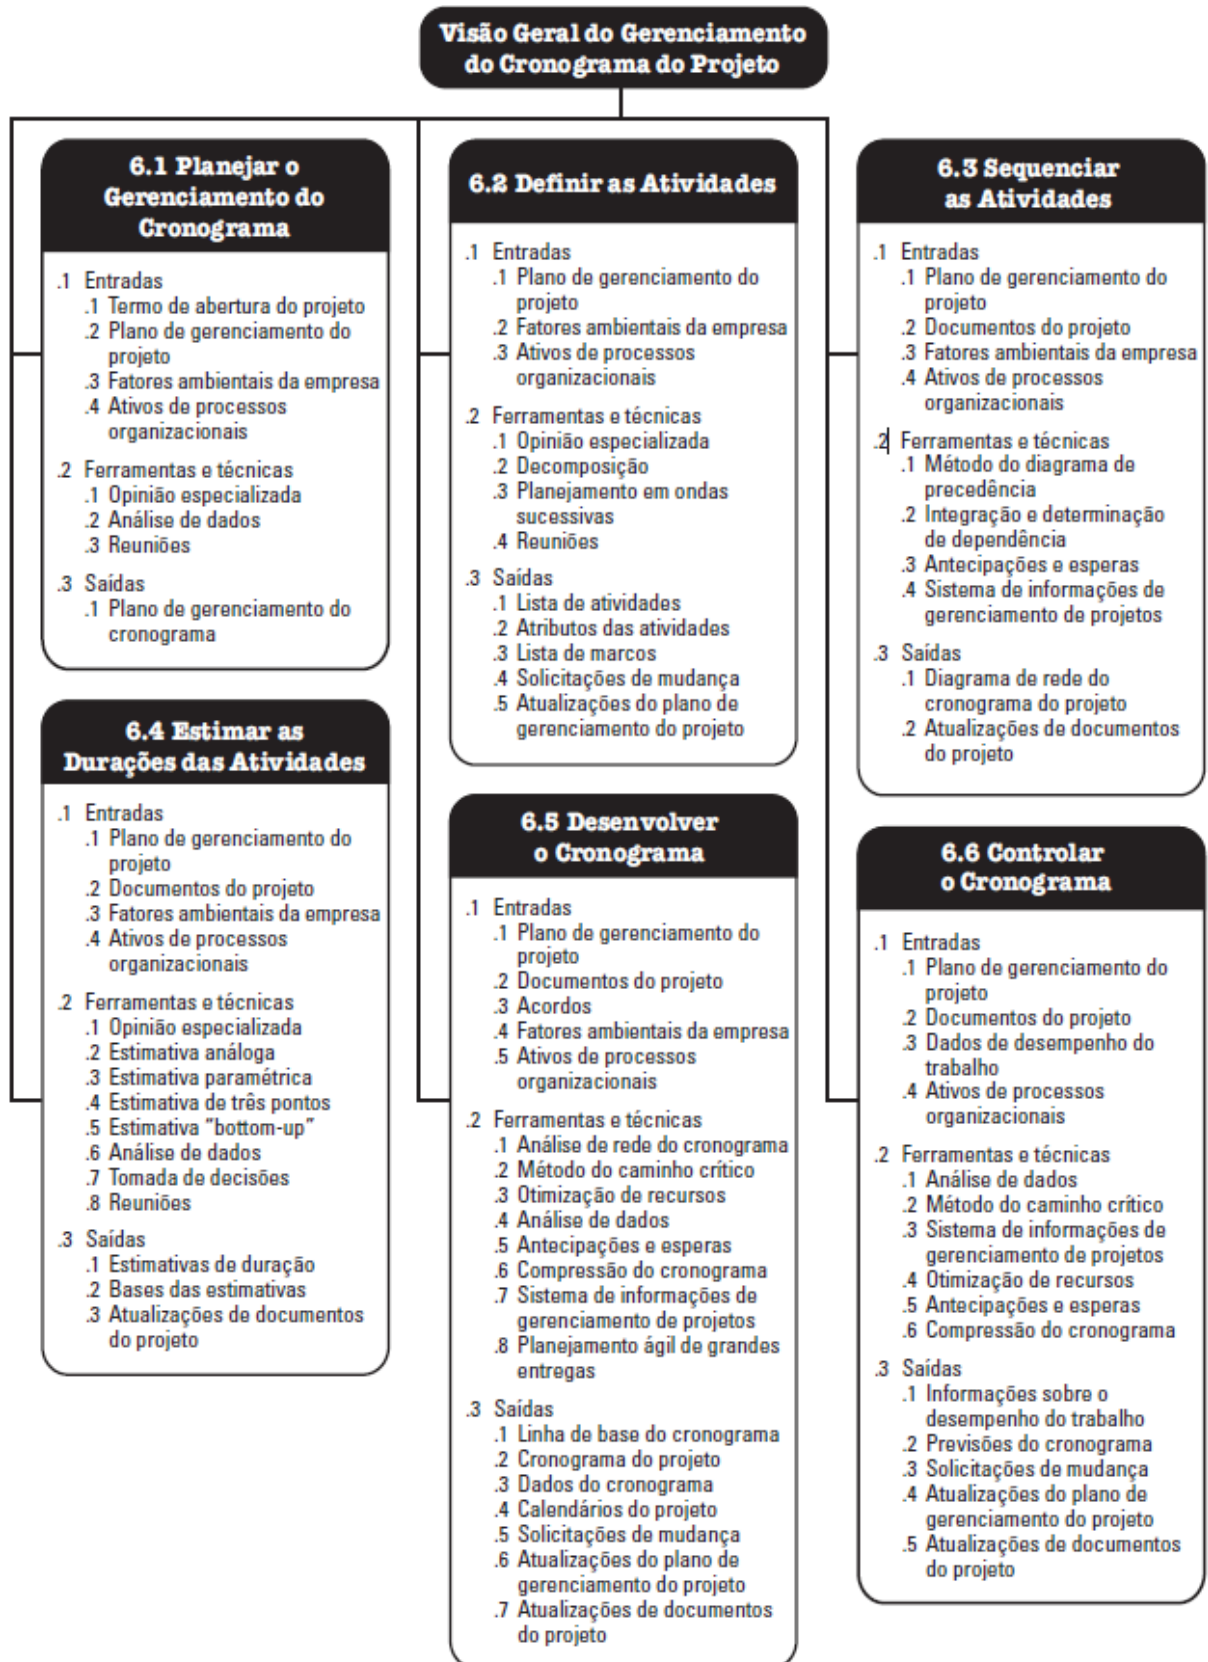 Visão Geral do Gerenciamento
do Cronograma do Projeto
6.1 Planejar o
Gerenciamento do
Cronograma
.1 Entradas
.1 Termo de abertura do projeto
.2 Plano de gerenciamento do
projeto
.3 Fatores ambientais da empresa
.4 Ativos de processos
organizacionais
.2 Ferramentas e técnicas
.1 Opinião especializada
.2 Análise de dados
.3 Reuniões
.3 Saídas
.1 Plano de gerenciamento do
cronograma
6.2 Definir as Atividades
.1 Entradas
.1 Plano de gerenciamento do
projeto
.2 Fatores ambientais da empresa
.3 Ativos de processos
organizacionais
.2 Ferramentas e técnicas
.1 Opinião especializada
.2 Decomposição
.3 Planejamento em ondas
sucessivas
.4 Reuniões
.3 Saídas
.1 Lista de atividades
.2 Atributos das atividades
.3 Lista de marcos
.4 Solicitações de mudança
.5 Atualizações do plano de
gerenciamento do projeto
6.3 Sequenciar
as Atividades
.1 Entradas
.1 Plano de gerenciamento do
projeto
.2 Documentos do projeto
.3 Fatores ambientais da empresa
.4 Ativos de processos
organizacionais
.2 Ferramentas e técnicas
.1 Método do diagrama de
precedência
.2 Integração e determinação
de dependência
.3 Antecipações e esperas
.4 Sistema de informações de
gerenciamento de projetos
.3 Saídas
.1 Diagrama de rede do
cronograma do projeto
.2 Atualizações de documentos
do projeto
6.4 Estimar as
Durações das Atividades
.1 Entradas
.1 Plano de gerenciamento do
projeto
.2 Documentos do projeto
.3 Fatores ambientais da empresa
.4 Ativos de processos
organizacionais
.2 Ferramentas e técnicas
.1 Opinião especializada
.2 Estimativa análoga
.3 Estimativa paramétrica
.4 Estimativa de três pontos
.5 Estimativa “bottom-up”
.6 Análise de dados
.7 Tomada de decisões
.8 Reuniões
.3 Saídas
.1 Estimativas de duração
.2 Bases das estimativas
.3 Atualizações de documentos
do projeto
6.5 Desenvolver
o Cronograma
.1 Entradas
.1 Plano de gerenciamento do
projeto
.2 Documentos do projeto
.3 Acordos
.4 Fatores ambientais da empresa
.5 Ativos de processos
organizacionais
.2 Ferramentas e técnicas
.1 Análise de rede do cronograma
.2 Método do caminho crítico
.3 Otimização de recursos
.4 Análise de dados
.5 Antecipações e esperas
.6 Compressão do cronograma
.7 Sistema de informações de
gerenciamento de projetos
.8 Planejamento ágil de grandes
entregas
.3 Saídas
.1 Linha de base do cronograma
.2 Cronograma do projeto
.3 Dados do cronograma
.4 Calendários do projeto
.5 Solicitações de mudança
.6 Atualizações do plano de
gerenciamento do projeto
.7 Atualizações de documentos
do projeto
6.6 Controlar
o Cronograma
.1 Entradas
.1 Plano de gerenciamento do
projeto
.2 Documentos do projeto
.3 Dados de desempenho do
trabalho
.4 Ativos de processos
organizacionais
.2 Ferramentas e técnicas
.1 Análise de dados
.2 Método do caminho crítico
.3 Sistema de informações de
gerenciamento de projetos
.4 Otimização de recursos
.5 Antecipações e esperas
.6 Compressão do cronograma
.3 Saídas
.1 Informações sobre o
desempenho do trabalho
.2 Previsões do cronograma
.3 Solicitações de mudança
.4 Atualizações do plano de
gerenciamento do projeto
.5 Atualizações de documentos
do projeto